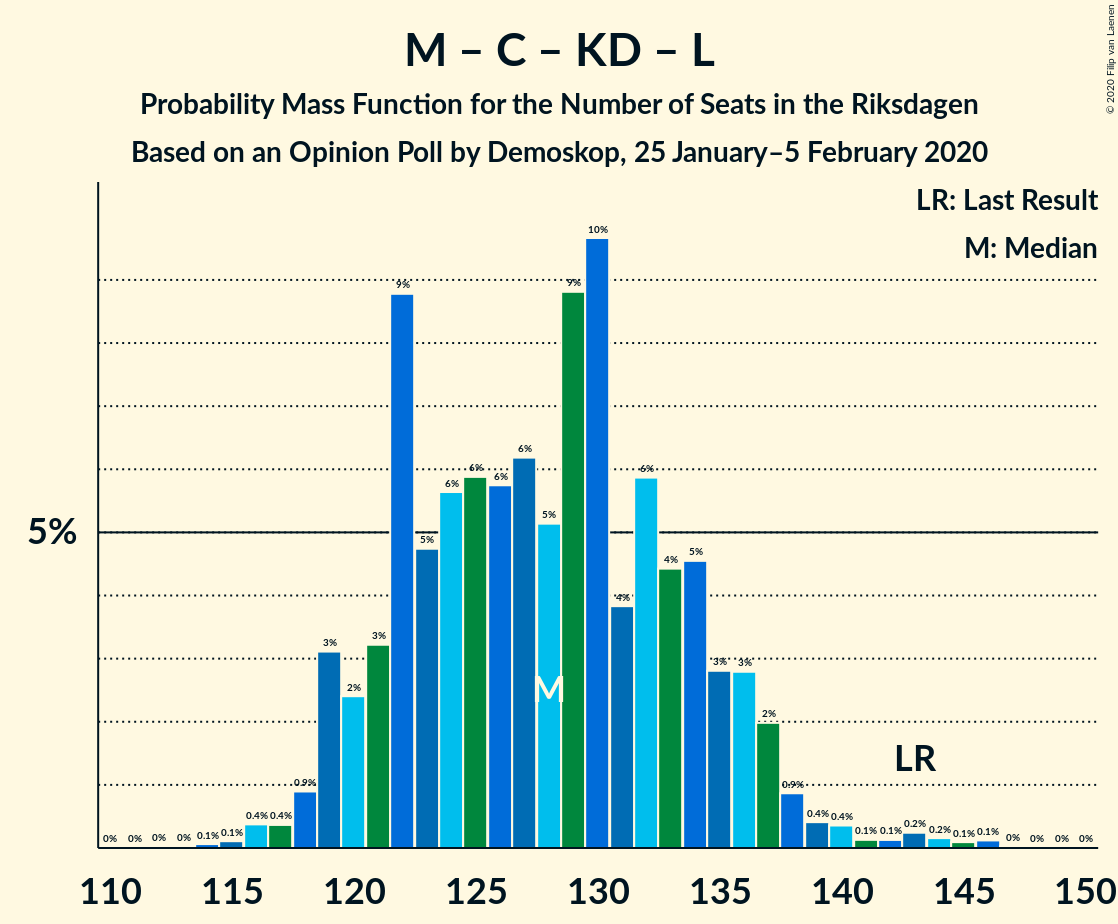 © 2020 Filip van Laenen
M – C – KD – L
Probability Mass Function for the Number of Seats in the Riksdagen
Based on an Opinion Poll by Demoskop, 25 January–5 February 2020
LR: Last Result
M: Median
5%
0% 0% 0% 0% 0.1% 0.1% 0.4% 0.4% 0.9% 3% 2% 3% 9% 5% 6% 6% 6% 6% 5% 9% 10% 4% 6% 4% 5% 3% 3% 2% 0.9% 0.4% 0.4% 0.1% 0.1% 0.2% 0.2% 0.1% 0.1% 0% 0% 0% 0%
M
LR
110 115 120 125 130 135 140 145 150